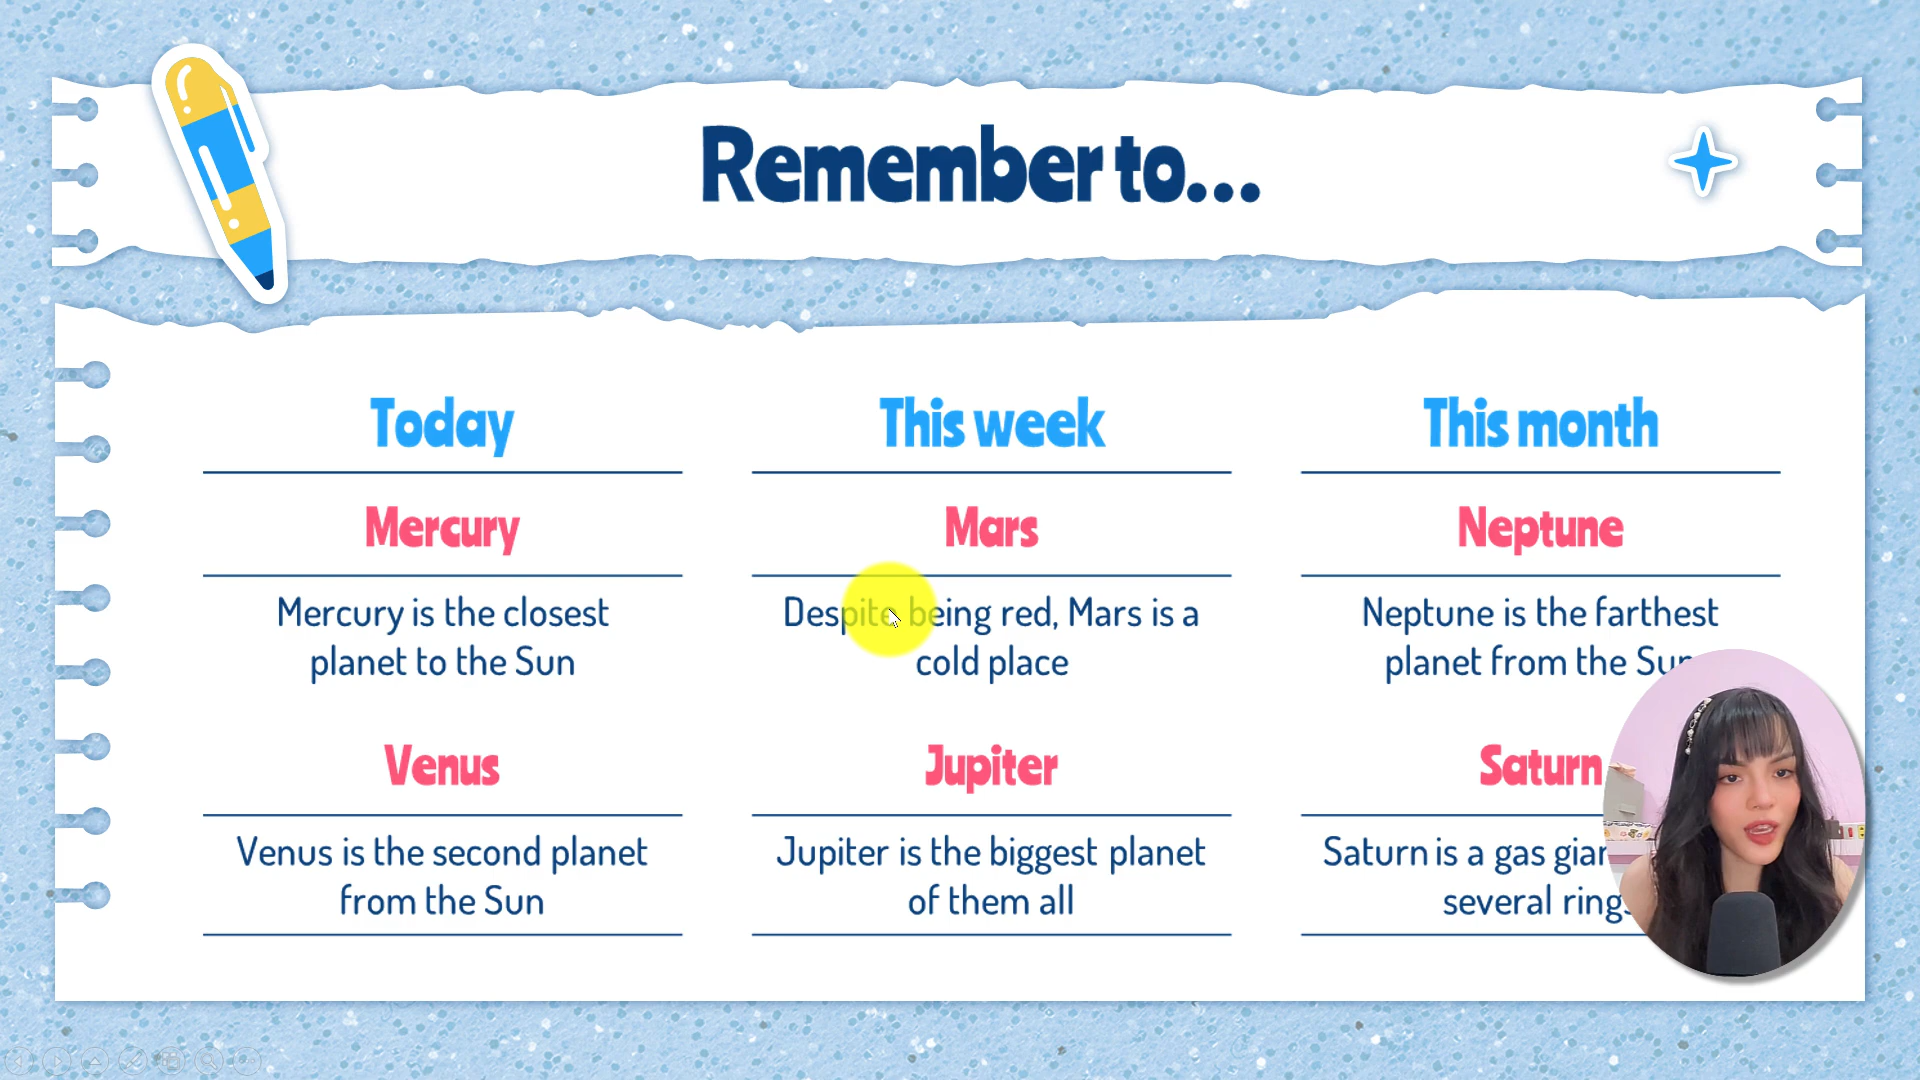 Remember to...
Today
This week
This month
Mercury
Mars
Neptune
Mercury is the closest
planet to the Sun
Despite being red, Mars is a
cold place
Neptune is the farthest
planet from the Sun
Venus
Jupiter
Saturn
Venus is the second planet
from the Sun
Jupiter is the biggest planet
of them all
Saturn is a gas
several rings